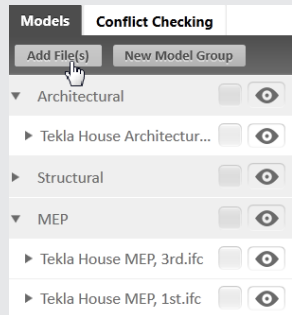 Models Conflict Checking
Add File(s) New Model Group
Architectural
Tekla House Architectur...
Structural
MEP
Tekla House MEP, 3rd.ifc
Tekla House MEP, 1st.ifc